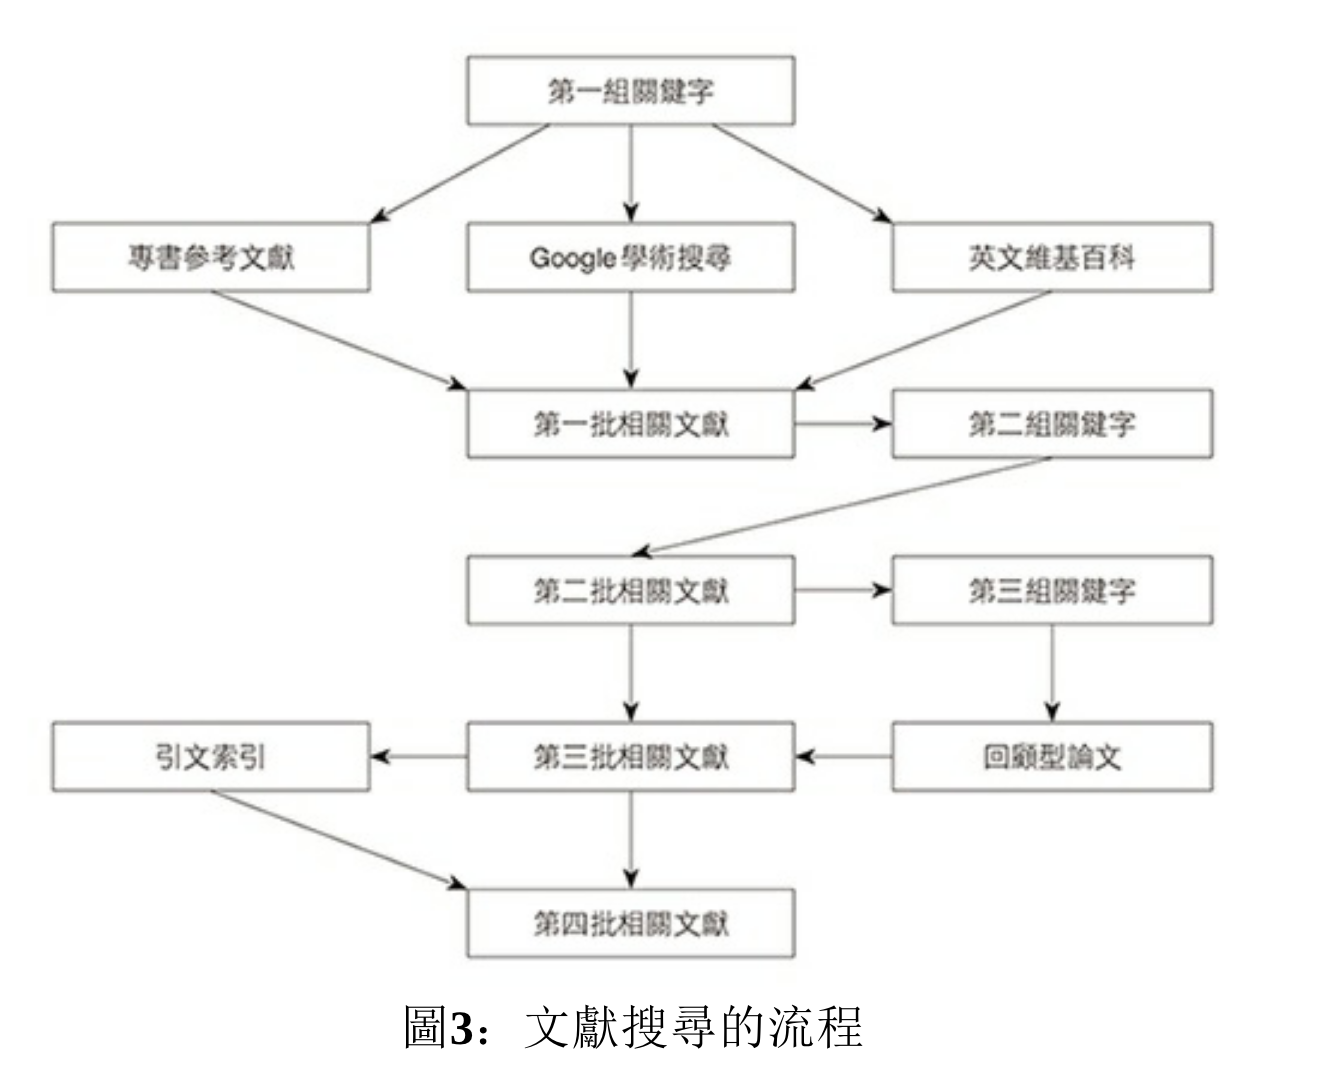 第一組關鍵字
專書參考文獻
Google學術搜尋
英文維基百科
第一批相關文獻
第二組關鍵字
第二批相關文獻
第三組關鍵字
引文索引
第三批相關文獻
回顧型論文
第四批相關文獻
圖3：文獻搜尋的流程